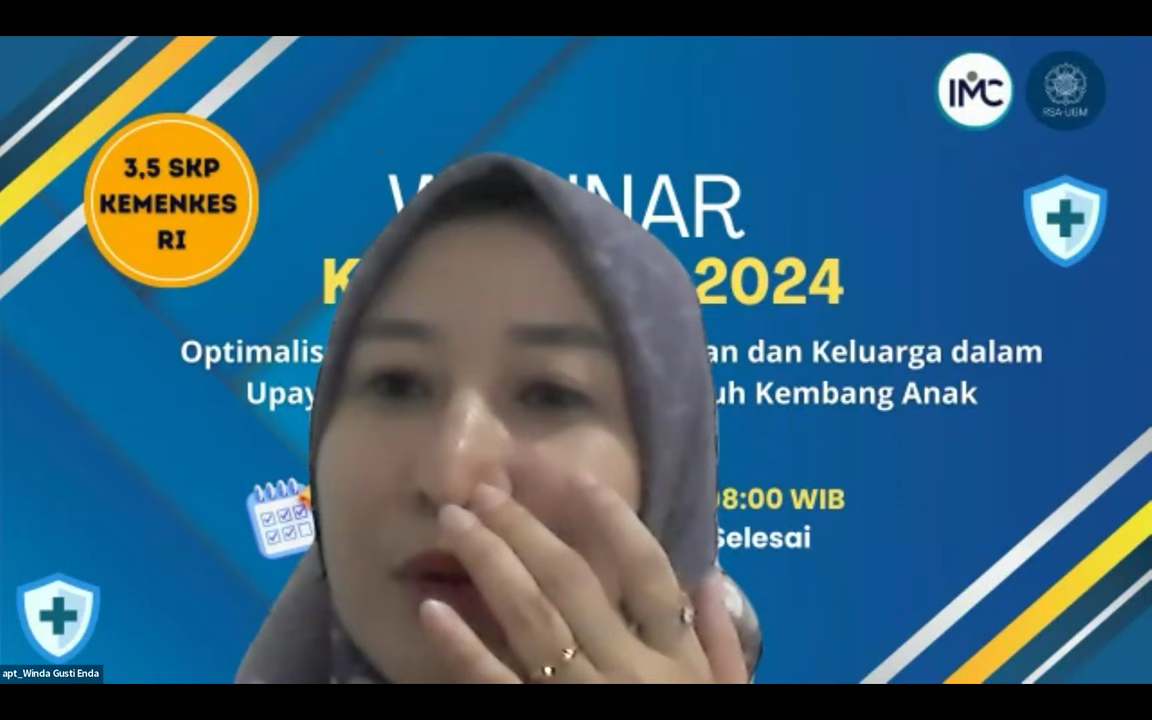 IMC
RSA-UGM
3,5 SKP
KEMENKES
RI
NAR
2024
Optimalis an dan Keluarga dalam
Upay uh Kembang Anak
8:00 WIB
Selesai
apt_Winda Gusti Enda